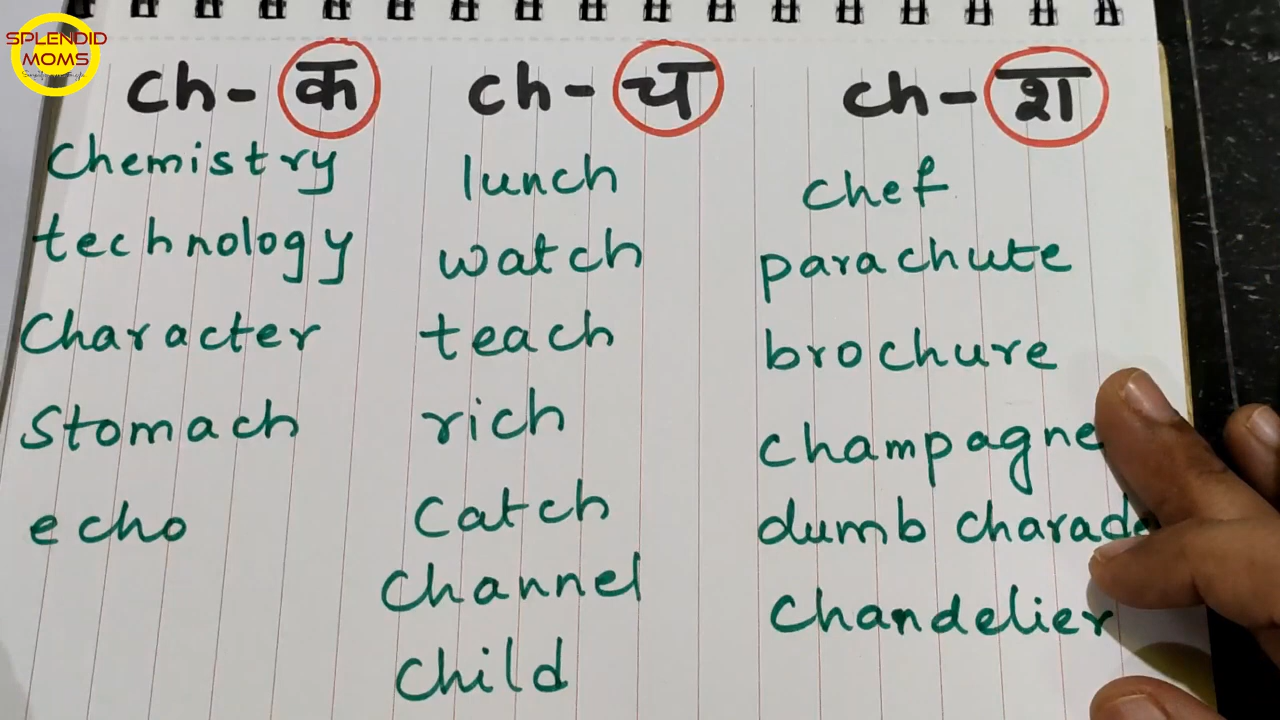 SPLENDID
MOMS
ch - क
Chemistry
technology
Character
Stomach
echo
ch - च
lunch
watch
teach
rich
Catch
Channel
Child
ch - श
chef
parachute
brochure
champagne
dumb charade
Chandelier